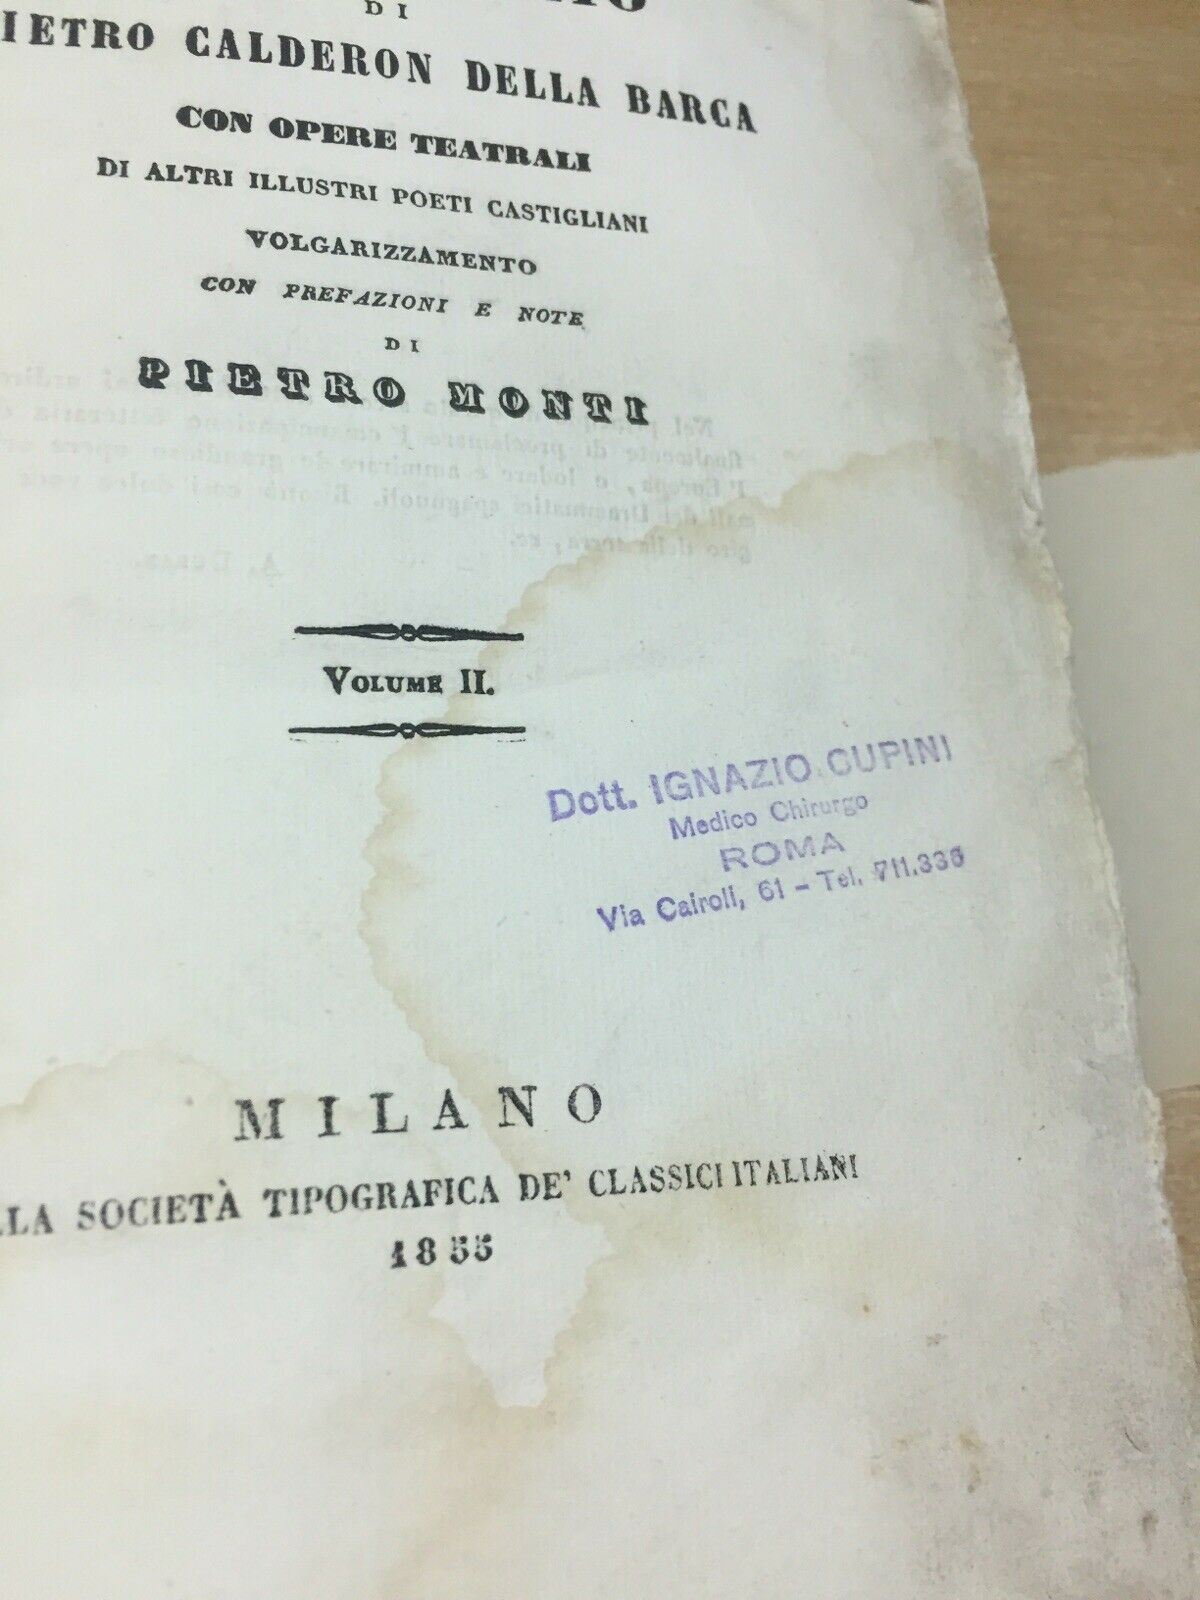 DI
IETRO CALDERON DELLA BARCA
CON OPERE TEATRALI
DI ALTRI ILLUSTRI POETI CASTIGLIANI
VOLGARIZZAMENTO
CON PREFAZIONI E NOTE
DI
PIETRO MONTI
VOLUME II.
Dott. IGNAZIO CUPINI
Medico Chirurgo
ROMA
Via Cairoli, 61 - Tel. 711.336
MILANO
LLA SOCIETÀ TIPOGRAFICA DE' CLASSICI ITALIANI
1855